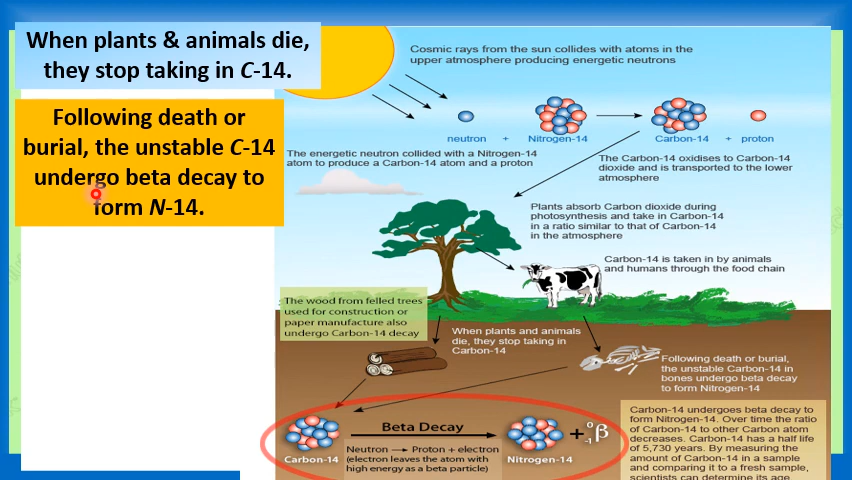 When plants & animals die,
they stop taking in C-14.
Following death or
burial, the unstable C-14
undergo beta decay to
form N-14.
Cosmic rays from the sun collides with atoms in the
upper atmosphere producing energetic neutrons
neutron + Nitrogen-14
Carbon-14 + proton
The energetic neutron collided with a Nitrogen-14
atom to produce a Carbon-14 atom and a proton
The Carbon-14 oxidises to Carbon-14
dioxide and is transported to the lower
atmosphere
Plants absorb Carbon dioxide during
photosynthesis and take in Carbon-14
in a ratio similar to that of Carbon-14
in the atmosphere
Carbon-14 is taken in by animals
and humans through the food chain
The wood from felled trees
used for construction or
paper manufacture also
undergo Carbon-14 decay
When plants and animals
die, they stop taking in
Carbon-14
Following death or burial,
the unstable Carbon-14 in
bones undergo beta decay
to form Nitrogen-14
Beta Decay
Carbon-14
Neutron → Proton + electron
(electron leaves the atom with
high energy as a beta particle)
Nitrogen-14
+ ⁰₋₁β
Carbon-14 undergoes beta decay to
form Nitrogen-14. Over time the ratio
of Carbon-14 to other Carbon atom
decreases. Carbon-14 has a half life
of 5,730 years. By measuring the
amount of Carbon-14 in a sample
and comparing it to a fresh sample,
scientists can determine its age